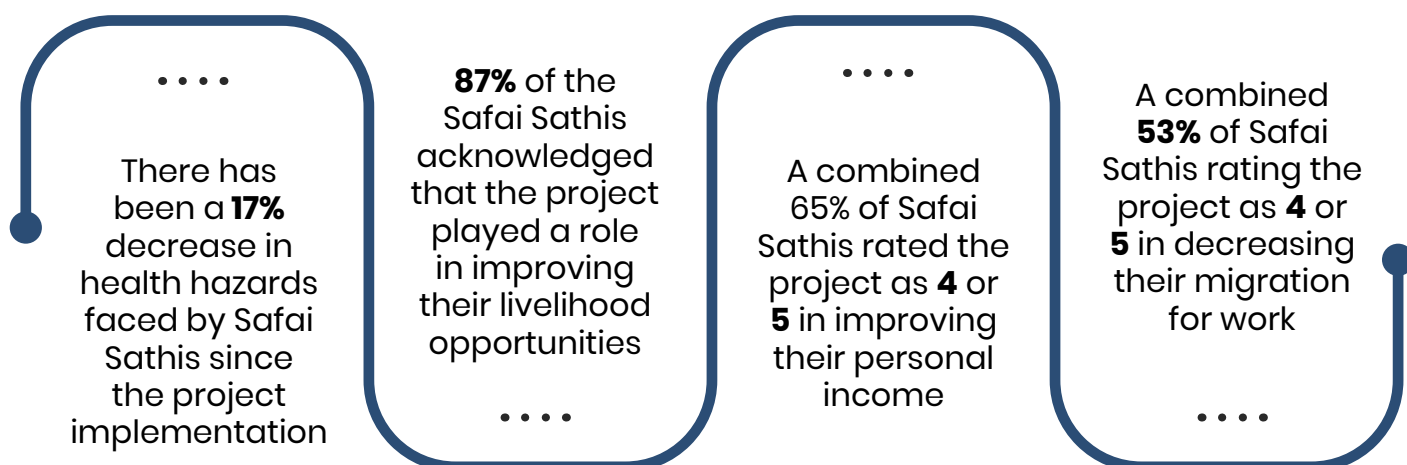 There has
been a 17%
decrease in
health hazards
faced by Safai
Sathis since
the project
implementation
87% of the
Safai Sathis
acknowledged
that the project
played a role
in improving
their livelihood
opportunities
A combined
65% of Safai
Sathis rated the
project as 4 or
5 in improving
their personal
income
A combined
53% of Safai
Sathis rating the
project as 4 or
5 in decreasing
their migration
for work